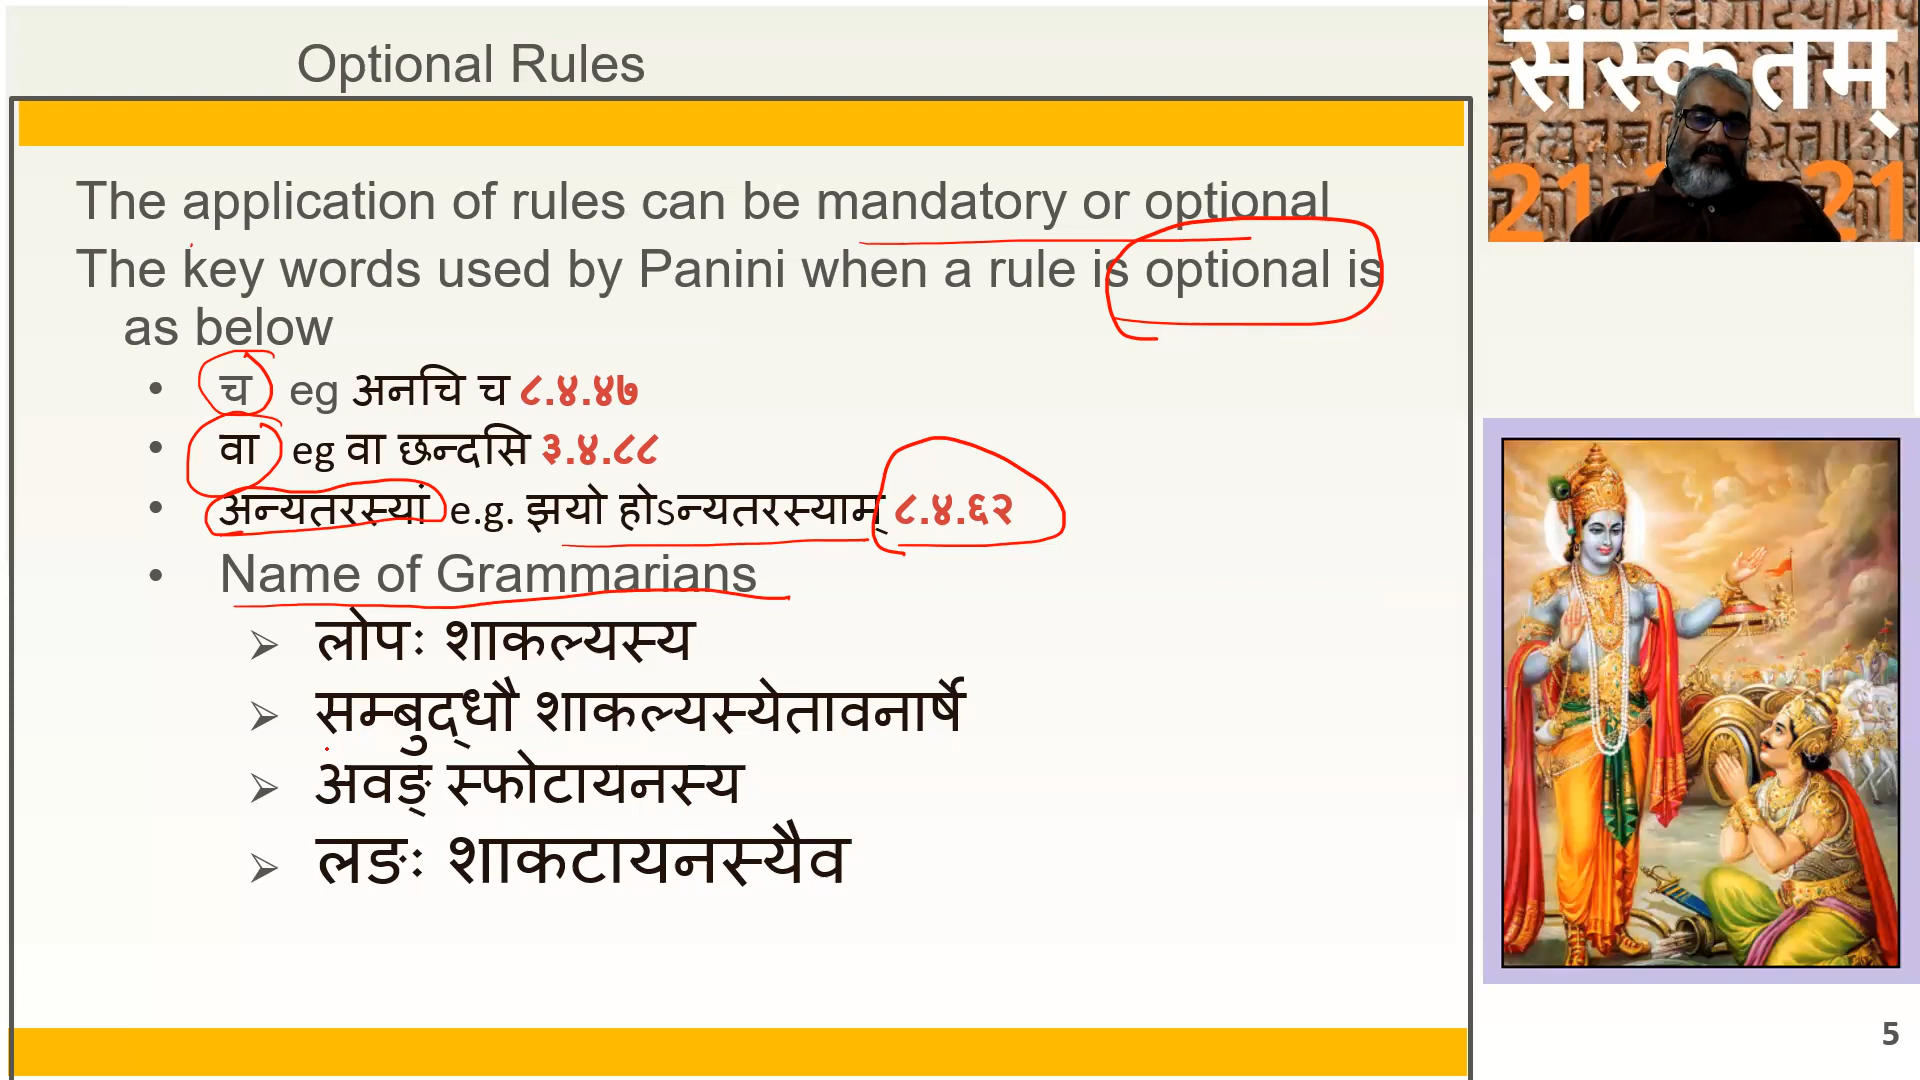 Optional Rules
The application of rules can be mandatory or optional
The key words used by Panini when a rule is optional is
as below
• च eg अनचि च ८.४.४७
• वा eg वा छन्दसि ३.४.८८
• अन्यतरस्यां e.g. झयो होऽन्यतरस्याम् ८.४.६२
• Name of Grammarians
➢ लोपः शाकल्यस्य
➢ सम्बुद्धौ शाकल्यस्येतावनार्षे
➢ अवङ् स्फोटायनस्य
➢ लङः शाकटायनस्यैव
संस्कृतम्
21
21
5